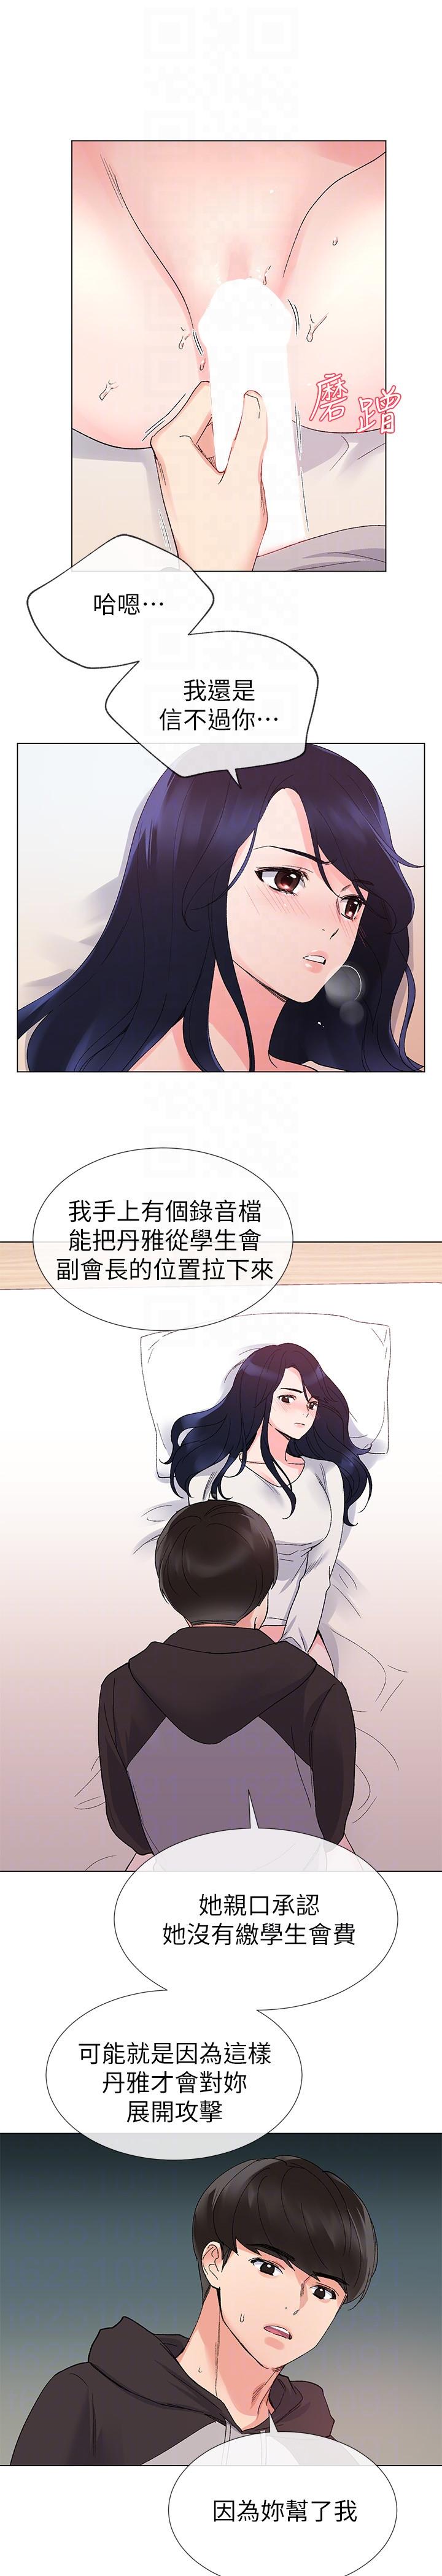 磨蹭
哈嗯⋯
我還是
信不過你⋯
我手上有個錄音檔
能把丹雅從學生會
副會長的位置拉下來
她親口承認
她沒有繳學生會費
可能就是因為這樣
丹雅才會對妳
展開攻擊
因為妳幫了我